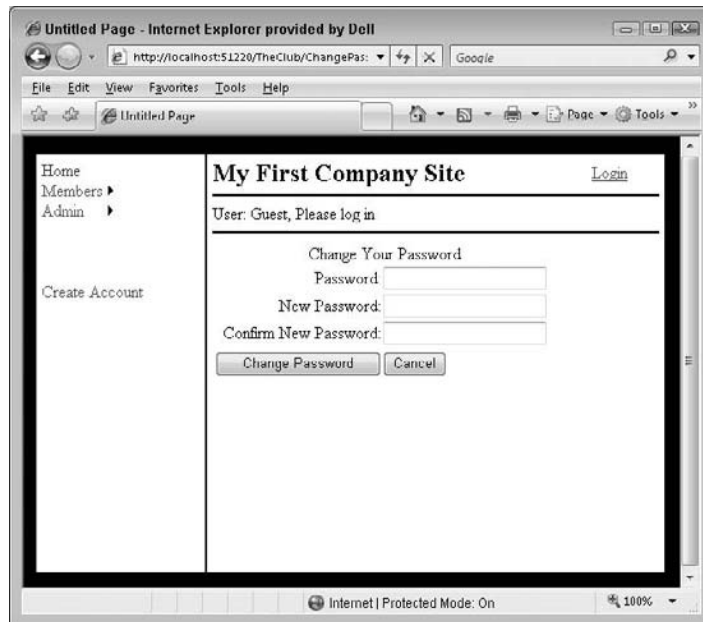 Untitled Page - Internet Explorer provided by Dell
http://localhost:51220/TheClub/ChangePas:
Google
File Edit View Favorites Tools Help
Untitled Page
Page
Tools
Home
Members
Admin
Create Account
My First Company Site
Login
User: Guest, Please log in
Change Your Password
Password:
New Password:
Confirm New Password:
Change Password
Cancel
Internet | Protected Mode: On
100%